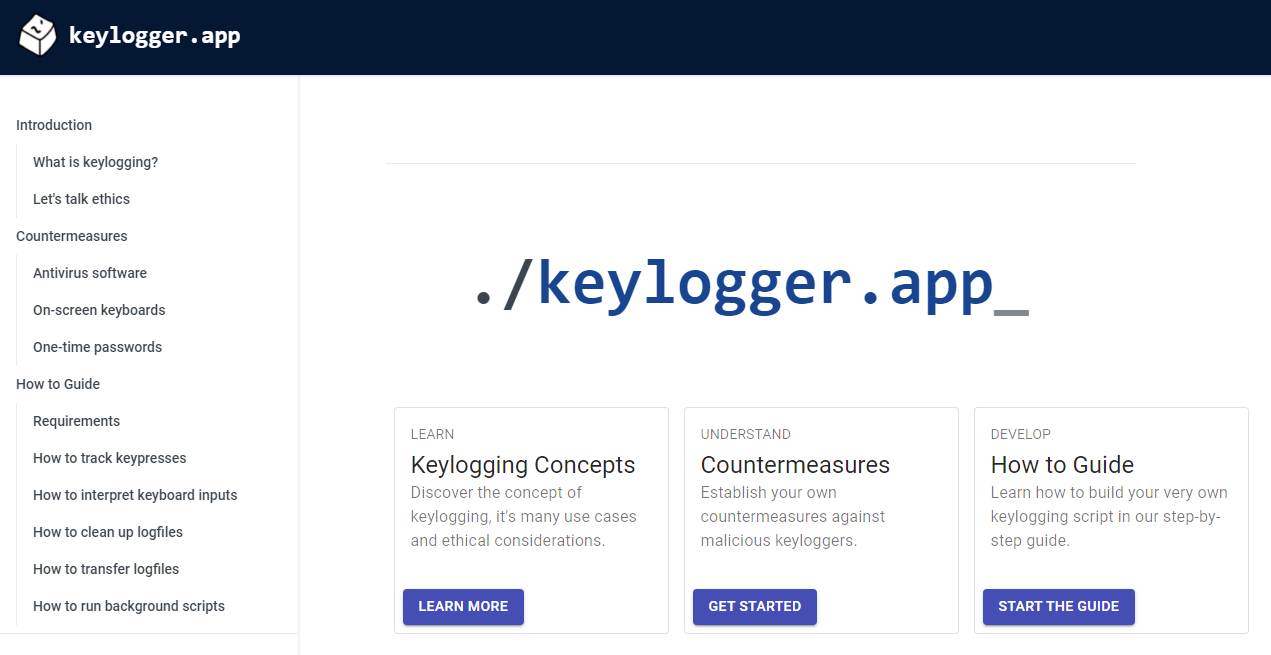 keylogger.app
Introduction
What is keylogging?
Let's talk ethics
Countermeasures
Antivirus software
On-screen keyboards
One-time passwords
How to Guide
Requirements
How to track keypresses
How to interpret keyboard inputs
How to clean up logfiles
How to transfer logfiles
How to run background scripts
./keylogger.app_
LEARN
Keylogging Concepts
Discover the concept of
keylogging, it's many use cases
and ethical considerations.
LEARN MORE
UNDERSTAND
Countermeasures
Establish your own
countermeasures against
malicious keyloggers.
GET STARTED
DEVELOP
How to Guide
Learn how to build your very own
keylogging script in our step-by-
step guide.
START THE GUIDE